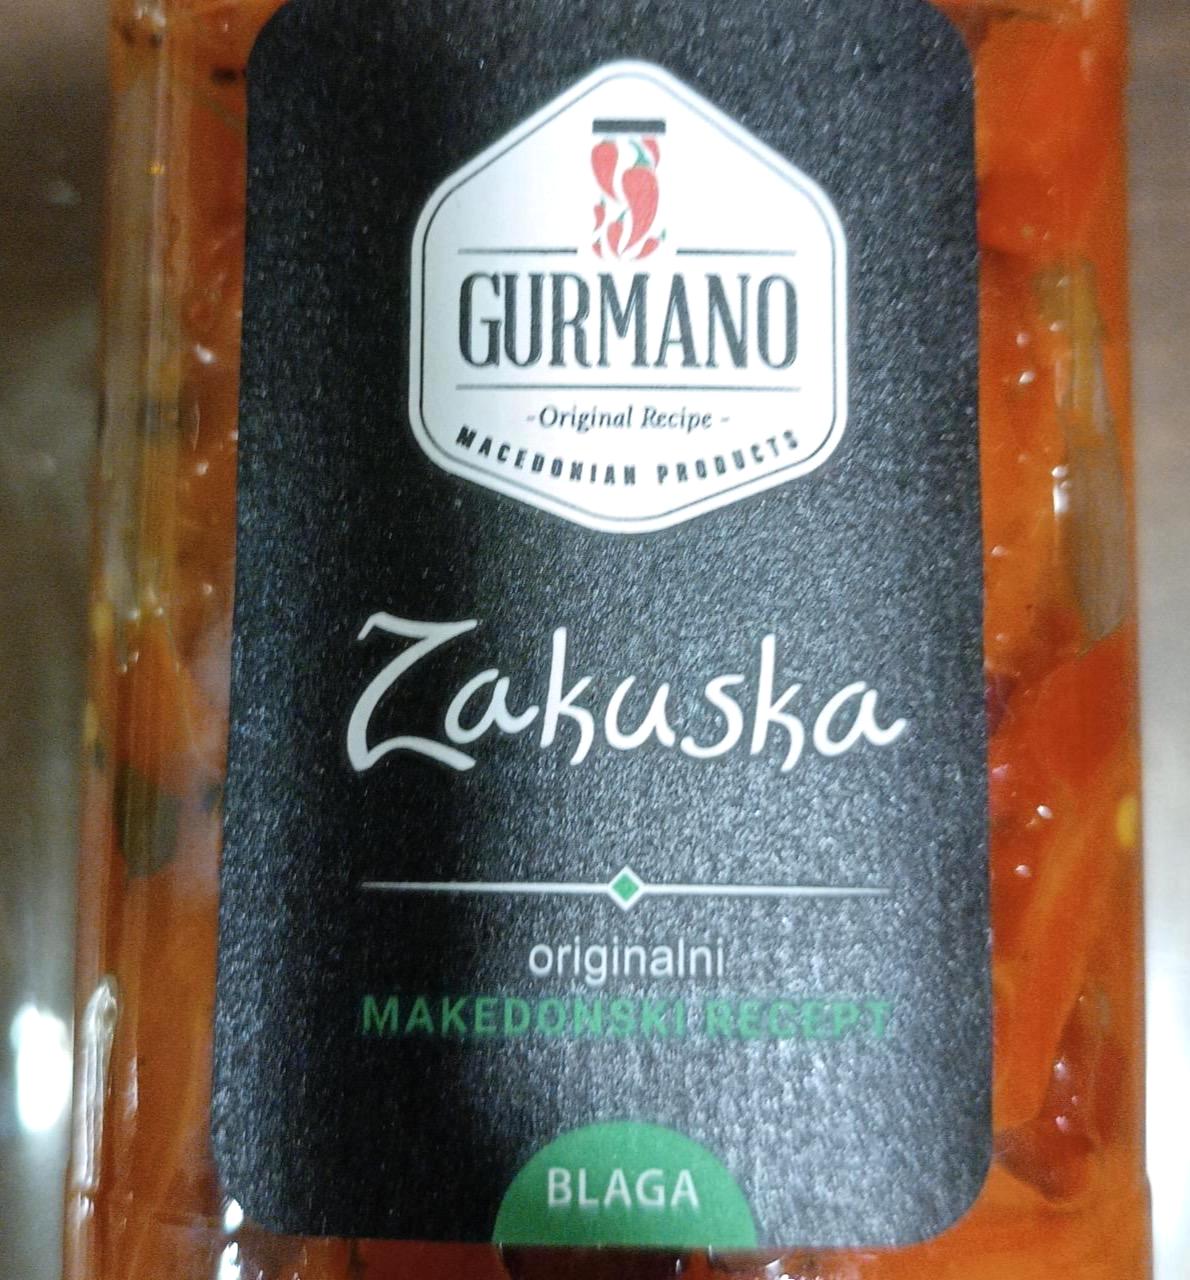 GURMANO
-Original Recipe-
MACEDONIAN PRODUCTS
Zakuska
originalni
MAKEDONSKI RECEPT
BLAGA